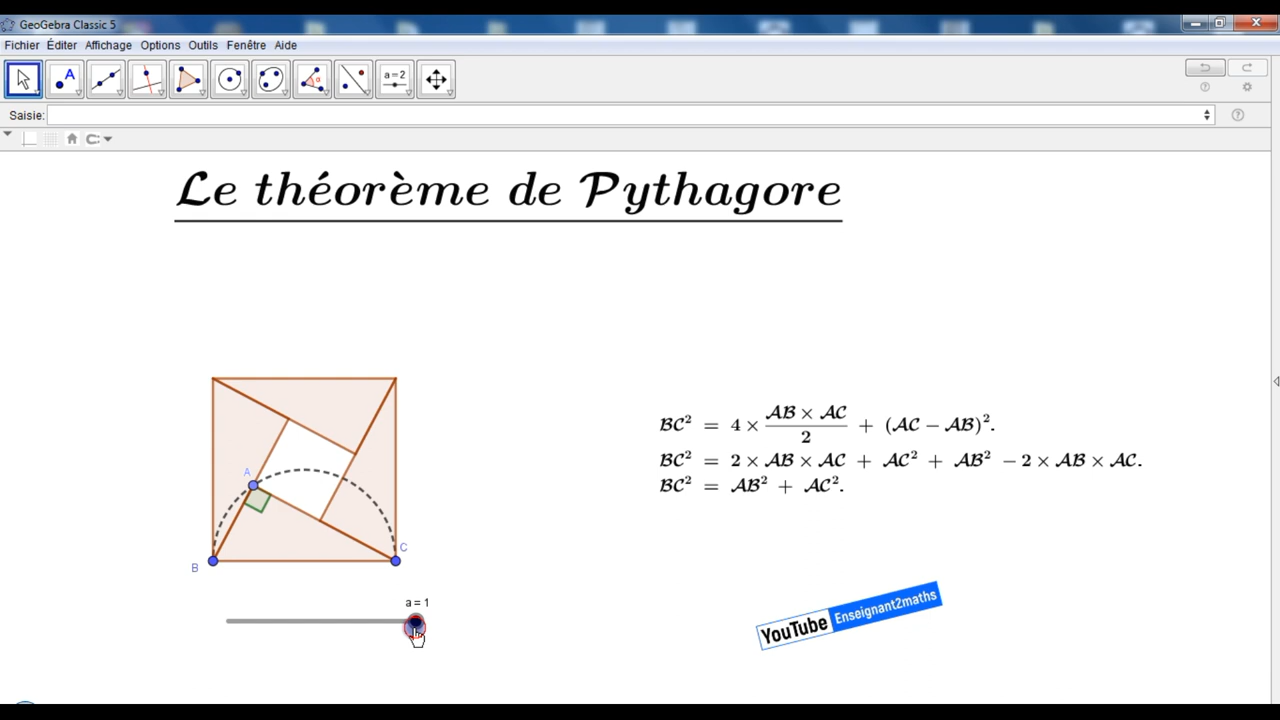 GeoGebra Classic 5
Fichier Éditer Affichage Options Outils Fenêtre Aide
A a=2 α
Saisie:
Le théorème de Pythagore
BC² = 4 × (AB × AC)/2 + (AC − AB)².
BC² = 2 × AB × AC + AC² + AB² − 2 × AB × AC.
BC² = AB² + AC².
A
C
B
a = 1
YouTube Enseignant2maths